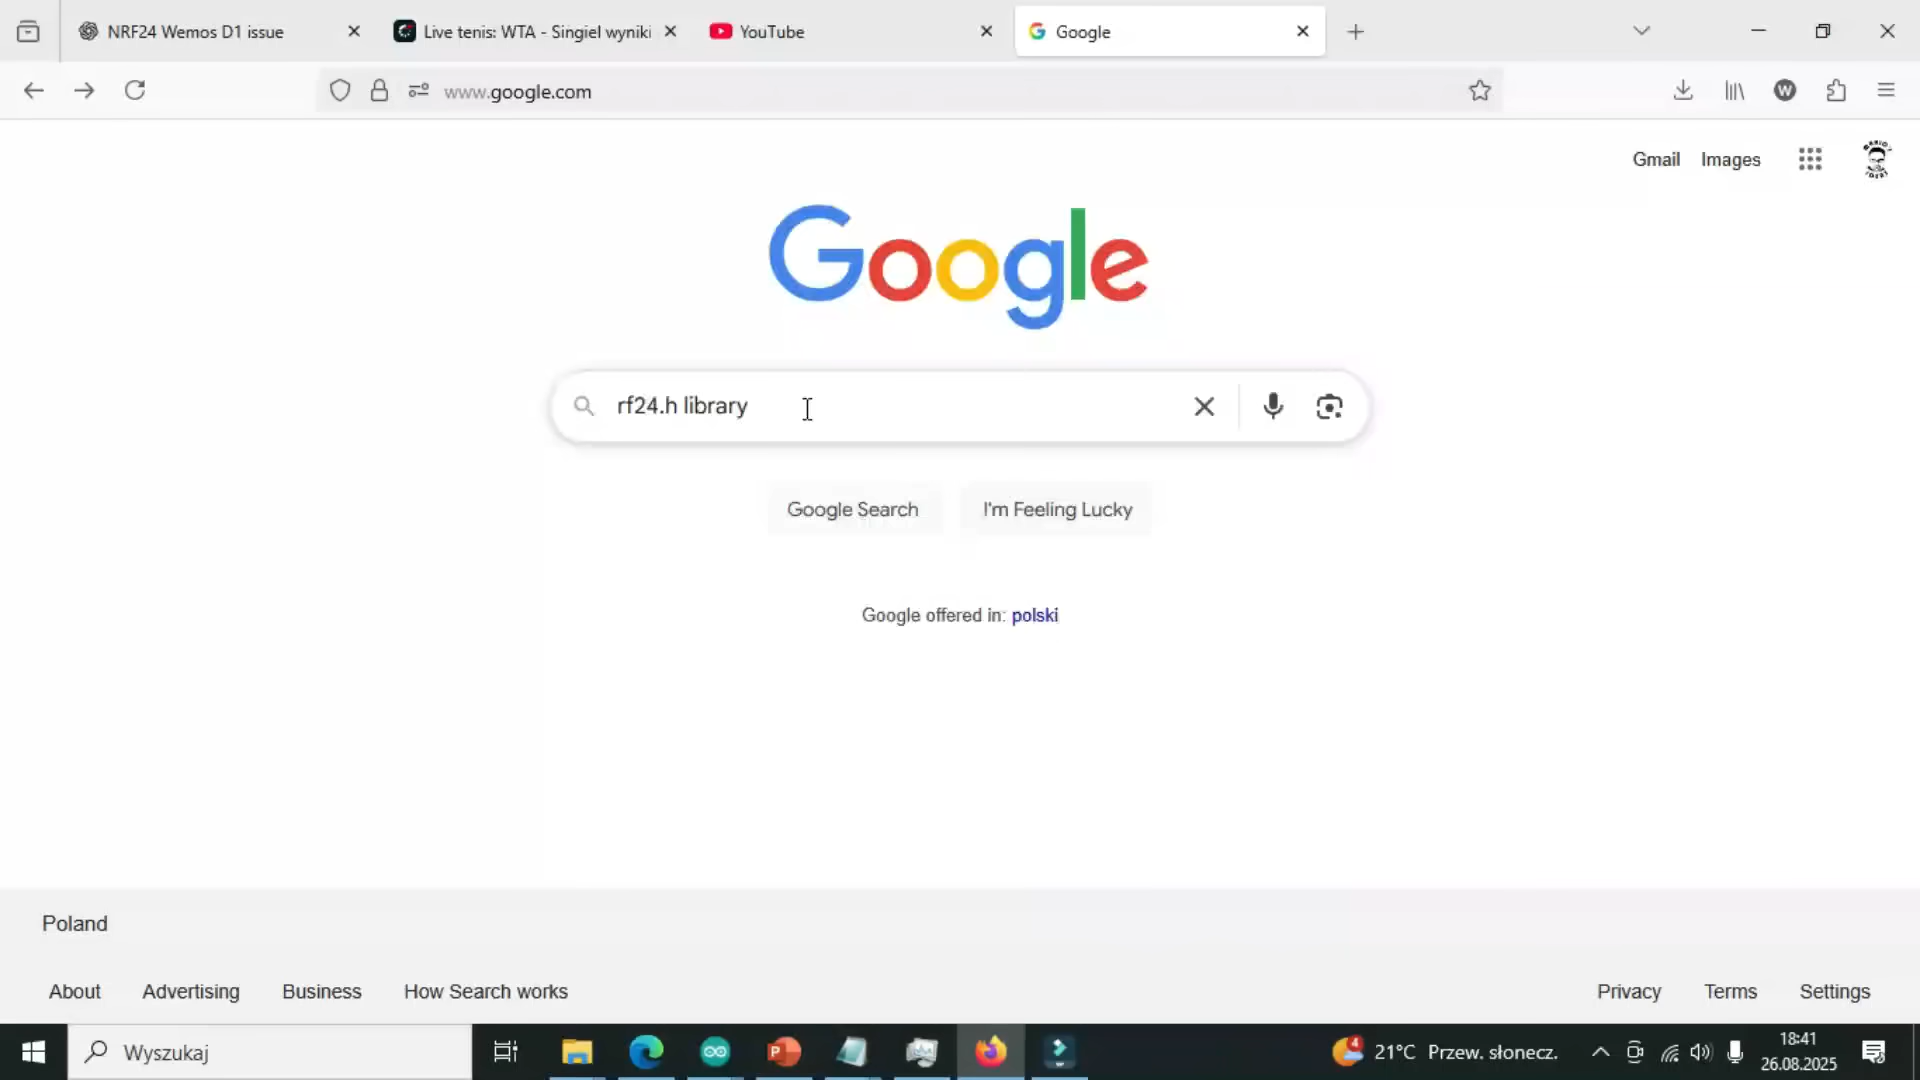 NRF24 Wemos D1 issue
Live tenis: WTA - Singiel wyniki
YouTube
Google
www.google.com
W
Gmail
Images
Google
rf24.h library
Google Search
I'm Feeling Lucky
Google offered in: polski
Poland
About
Advertising
Business
How Search works
Privacy
Terms
Settings
Wyszukaj
P
4
21°C Przew. słonecz.
18:41
26.08.2025